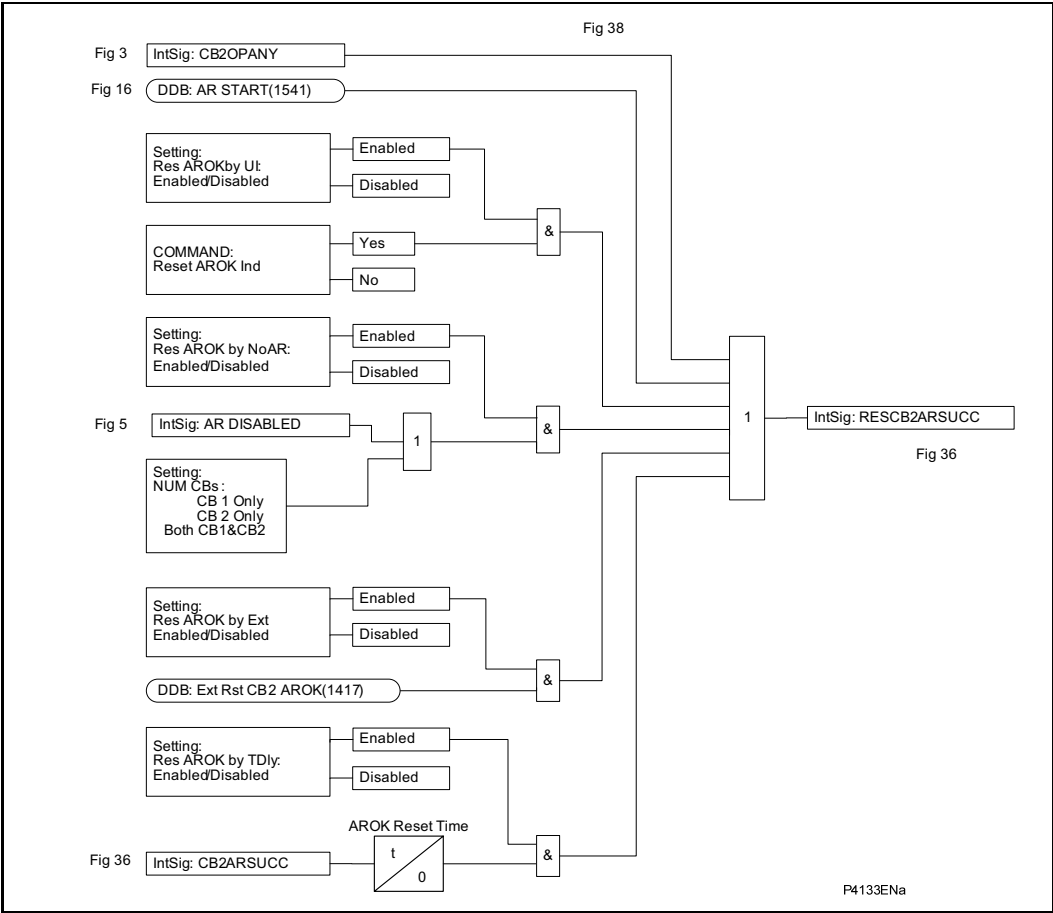 Fig 38
Fig 3
IntSig: CB2OPANY
Fig 16
DDB: AR START(1541)
Setting:
Res AROKby UI:
Enabled/Disabled
Enabled
Disabled
&
COMMAND:
Reset AROK Ind
Yes
No
Setting:
Res AROK by NoAR:
Enabled/Disabled
Enabled
Disabled
&
Fig 5
IntSig: AR DISABLED
1
Setting:
NUM CBs :
CB 1 Only
CB 2 Only
Both CB1&CB2
1
IntSig: RESCB2ARSUCC
Fig 36
Setting:
Res AROK by Ext
Enabled/Disabled
Enabled
Disabled
&
DDB: Ext Rst CB2 AROK(1417)
Setting:
Res AROK by TDly:
Enabled/Disabled
Enabled
Disabled
&
AROK Reset Time
t
0
Fig 36
IntSig: CB2ARSUCC
P4133ENa